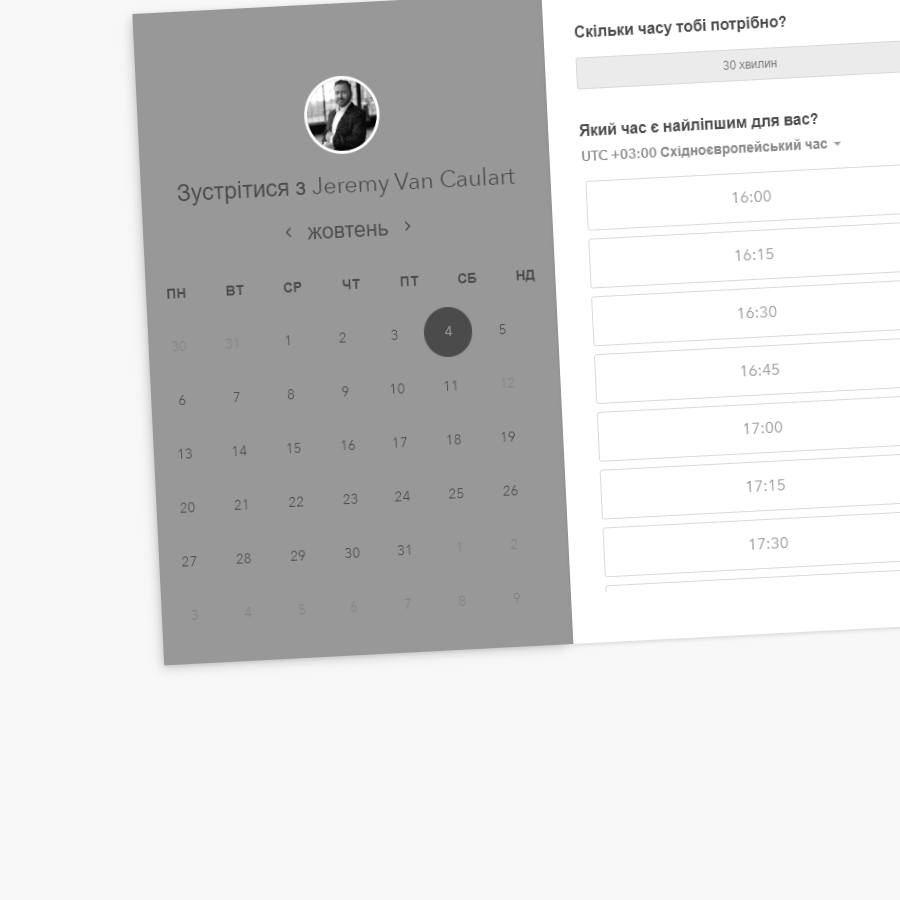 Зустрітися з Jeremy Van Caulart
‹ жовтень ›
ПН ВТ СР ЧТ ПТ СБ НД
30 31 1 2 3 4 5
6 7 8 9 10 11 12
13 14 15 16 17 18 19
20 21 22 23 24 25 26
27 28 29 30 31 1 2
3 4 5 6 7 8 9
Скільки часу тобі потрібно?
30 хвилин
Який час є найліпшим для вас?
UTC +03:00 Східноєвропейський час
16:00
16:15
16:30
16:45
17:00
17:15
17:30